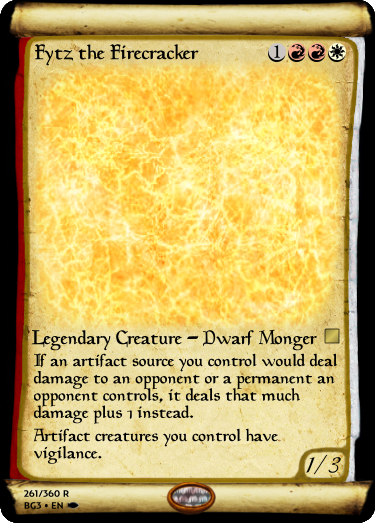 Fytz the Firecracker 1
Legendary Creature – Dwarf Monger
If an artifact source you control would deal
damage to an opponent or a permanent an
opponent controls, it deals that much
damage plus 1 instead.
Artifact creatures you control have
vigilance.
1/3
261/360 R
BG3 • EN